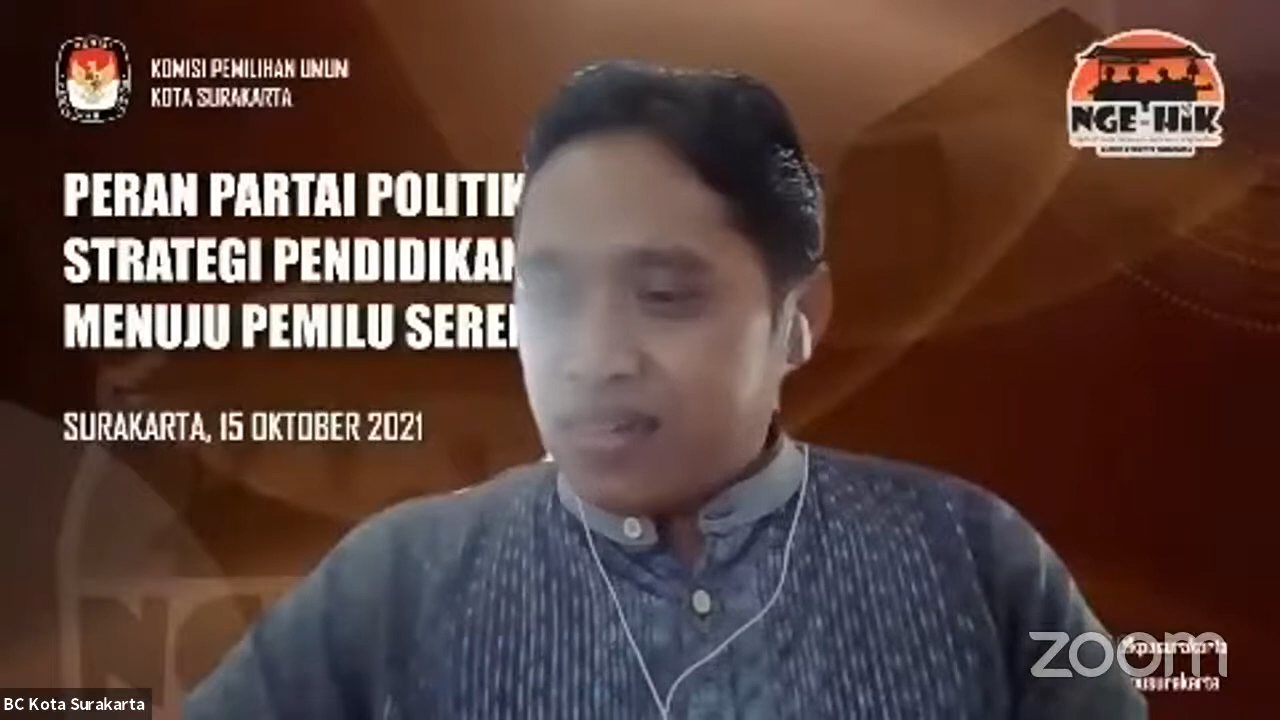 KOMISI PEMILIHAN UMUM
KOTA SURAKARTA
NGE-HIK
PERAN PARTAI POLITIK
STRATEGI PENDIDIKAN
MENUJU PEMILU SERE
SURAKARTA, 15 OKTOBER 2021
zoom
BC Kota Surakarta